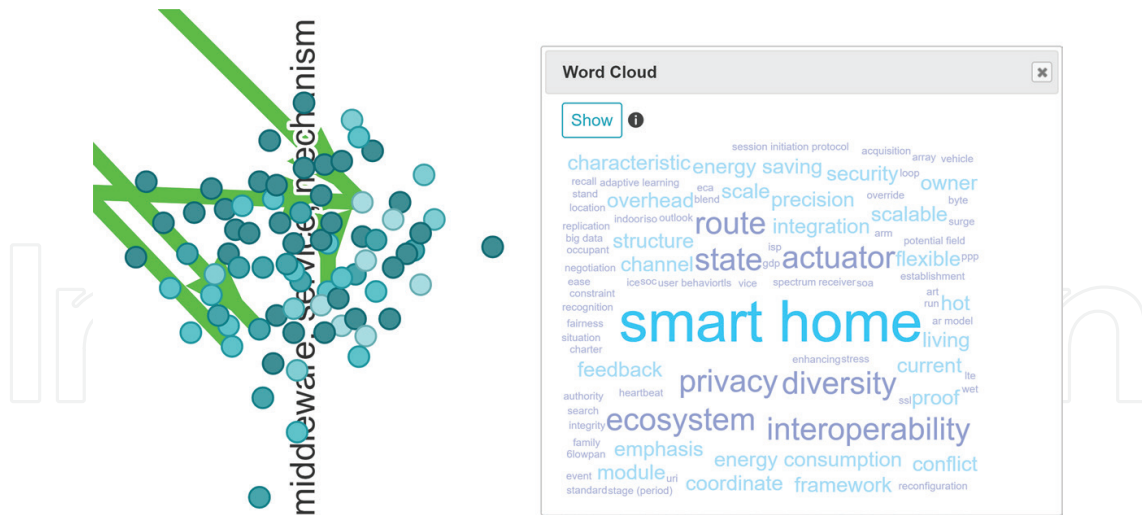 middleware, service, mechanism
Word Cloud
Show
session initiation protocol acquisition array vehicle
characteristic energy saving security loop owner
recall adaptive learning eca scale precision override byte
stand overhead blend
location indooriso outlook route integration scalable surge
replication arm
big data structure isp potential field
occupant channel state gdp actuator flexible ppp
negotiation establishment
ease ice soc user behavior tls vice spectrum receiver soa
constraint art
recognition run hot
smart home ar model
fairness living
situation
charter enhancing stress
feedback current lte
privacy diversity wet
authority heartbeat ssl proof
search
integrity ecosystem interoperability
family
6lowpan emphasis energy consumption conflict
event module uri coordinate framework reconfiguration
standard stage (period)